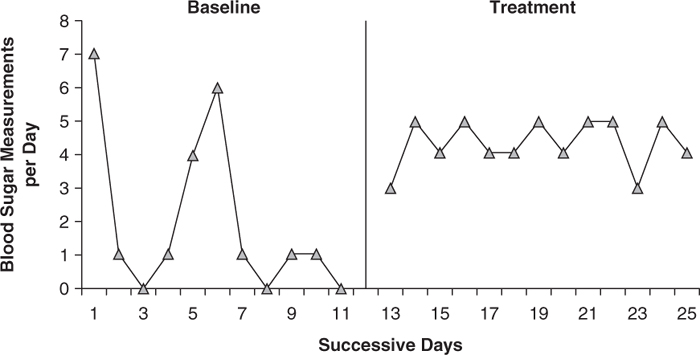 Baseline
Treatment
Blood Sugar Measurements
per Day
8
7
6
5
4
3
2
1
0
1 3 5 7 9 11 13 15 17 19 21 23 25
Successive Days